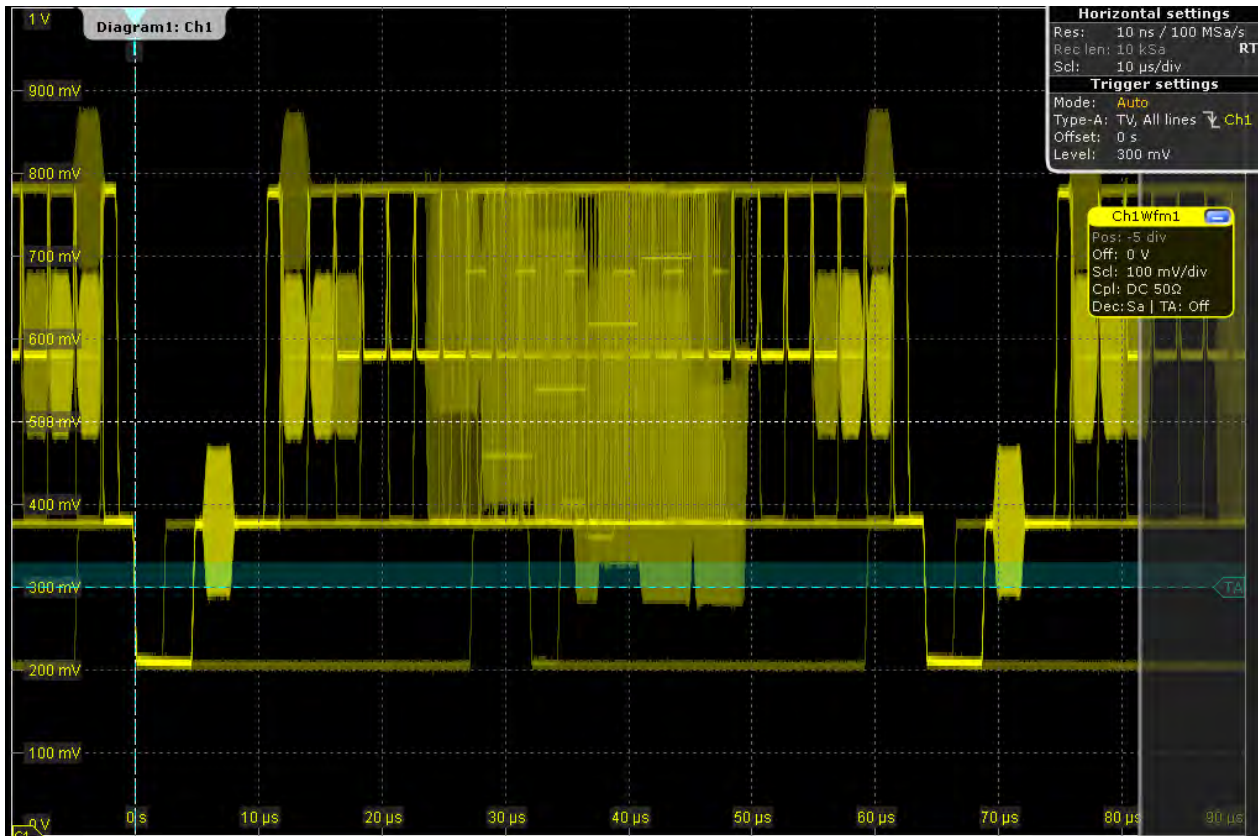 1 V
Diagram1: Ch1
Horizontal settings
Res: 10 ns / 100 MSa/s
Rec len: 10 kSa RT
Scl: 10 µs/div
Trigger settings
Mode: Auto
Type-A: TV, All lines Ch1
Offset: 0 s
Level: 300 mV
900 mV
800 mV
Ch1Wfm1
Pos: -5 div
Off: 0 V
Scl: 100 mV/div
Cpl: DC 50Ω
Dec: Sa | TA: Off
700 mV
600 mV
500 mV
400 mV
300 mV
TA
200 mV
100 mV
0 V
0 s 10 µs 20 µs 30 µs 40 µs 50 µs 60 µs 70 µs 80 µs 90 µs
C1